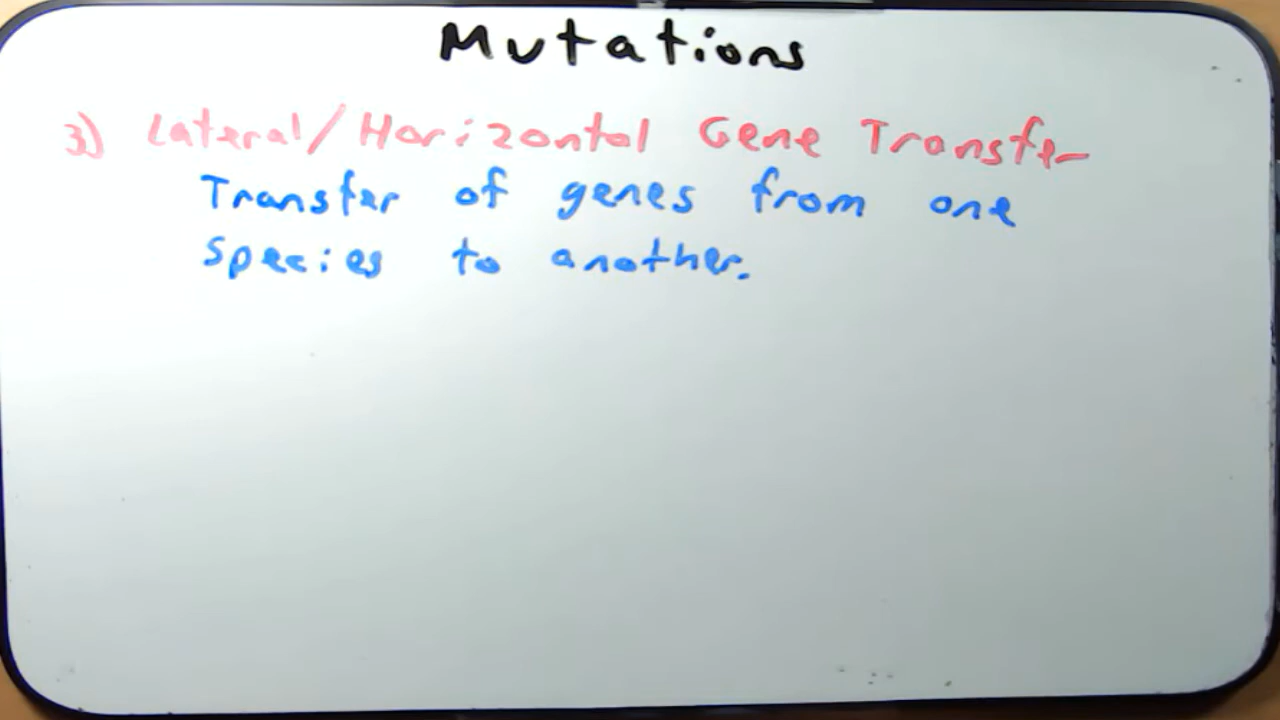 Mutations
3) Lateral/Horizontal Gene Transfer
Transfer of genes from one
species to another.